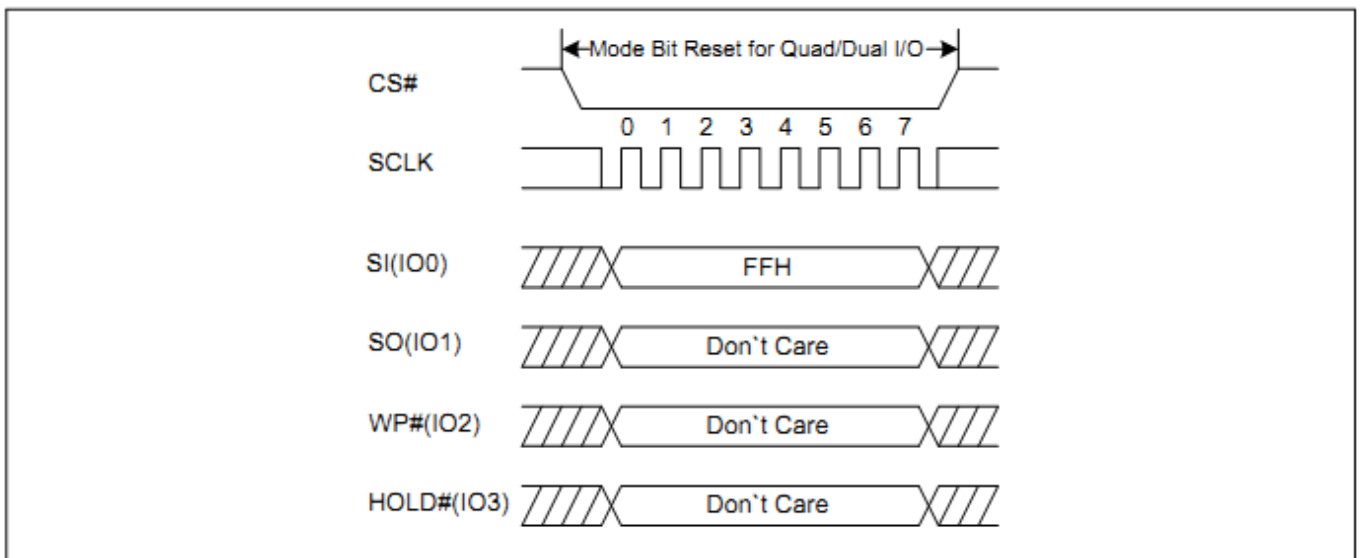 Mode Bit Reset for Quad/Dual I/O
CS#
0 1 2 3 4 5 6 7
SCLK
SI(IO0) FFH
SO(IO1) Don`t Care
WP#(IO2) Don`t Care
HOLD#(IO3) Don`t Care